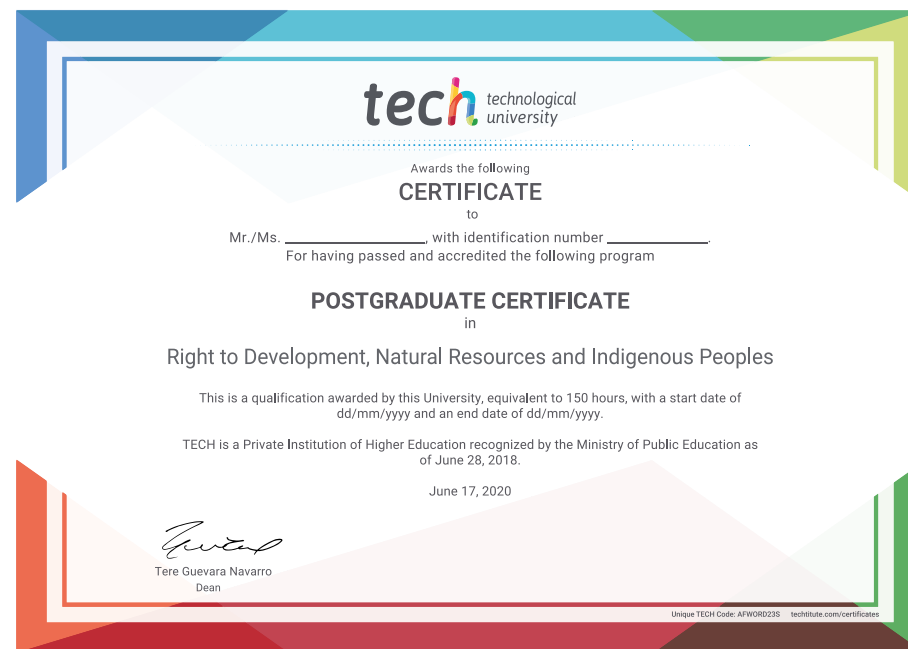 tech technological
university
Awards the following
CERTIFICATE
to
Mr./Ms. ____________________, with identification number ______________.
For having passed and accredited the following program
POSTGRADUATE CERTIFICATE
in
Right to Development, Natural Resources and Indigenous Peoples
This is a qualification awarded by this University, equivalent to 150 hours, with a start date of
dd/mm/yyyy and an end date of dd/mm/yyyy.
TECH is a Private Institution of Higher Education recognized by the Ministry of Public Education as
of June 28, 2018.
June 17, 2020
Tere Guevara Navarro
Dean
Unique TECH Code: AFWORD23S techtitute.com/certificates